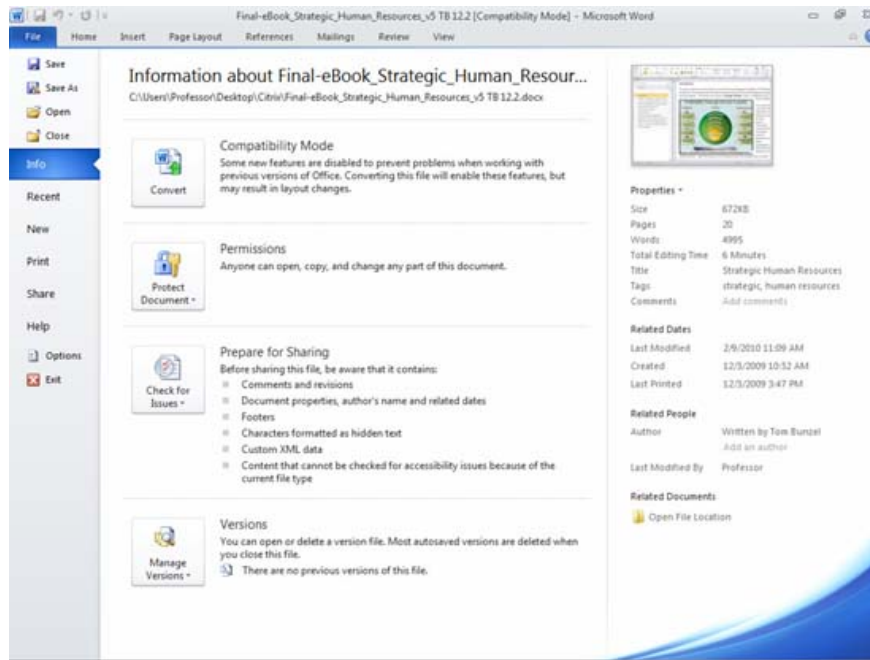 Final-eBook_Strategic_Human_Resources_v5 TB 12.2 [Compatibility Mode] - Microsoft Word
File Home Insert Page Layout References Mailings Review View
Save
Save As
Open
Close
Info
Recent
New
Print
Share
Help
Options
Exit
Information about Final-eBook_Strategic_Human_Resour...
C:\Users\Professor\Desktop\Citrix\Final-eBook_Strategic_Human_Resources_v5 TB 12.2.docx
Convert
Compatibility Mode
Some new features are disabled to prevent problems when working with
previous versions of Office. Converting this file will enable these features, but
may result in layout changes.
Protect
Document
Permissions
Anyone can open, copy, and change any part of this document.
Check for
Issues
Prepare for Sharing
Before sharing this file, be aware that it contains:
Comments and revisions
Document properties, author's name and related dates
Footers
Characters formatted as hidden text
Custom XML data
Content that cannot be checked for accessibility issues because of the
current file type
Manage
Versions
Versions
You can open or delete a version file. Most autosaved versions are deleted when
you close this file.
There are no previous versions of this file.
Properties
Size 672KB
Pages 20
Words 4995
Total Editing Time 6 Minutes
Title Strategic Human Resources
Tags strategic, human resources
Comments Add comments
Related Dates
Last Modified 2/9/2010 11:09 AM
Created 12/3/2009 10:52 AM
Last Printed 12/3/2009 3:47 PM
Related People
Author Written by Tom Bunzel
Add an author
Last Modified By Professor
Related Documents
Open File Location